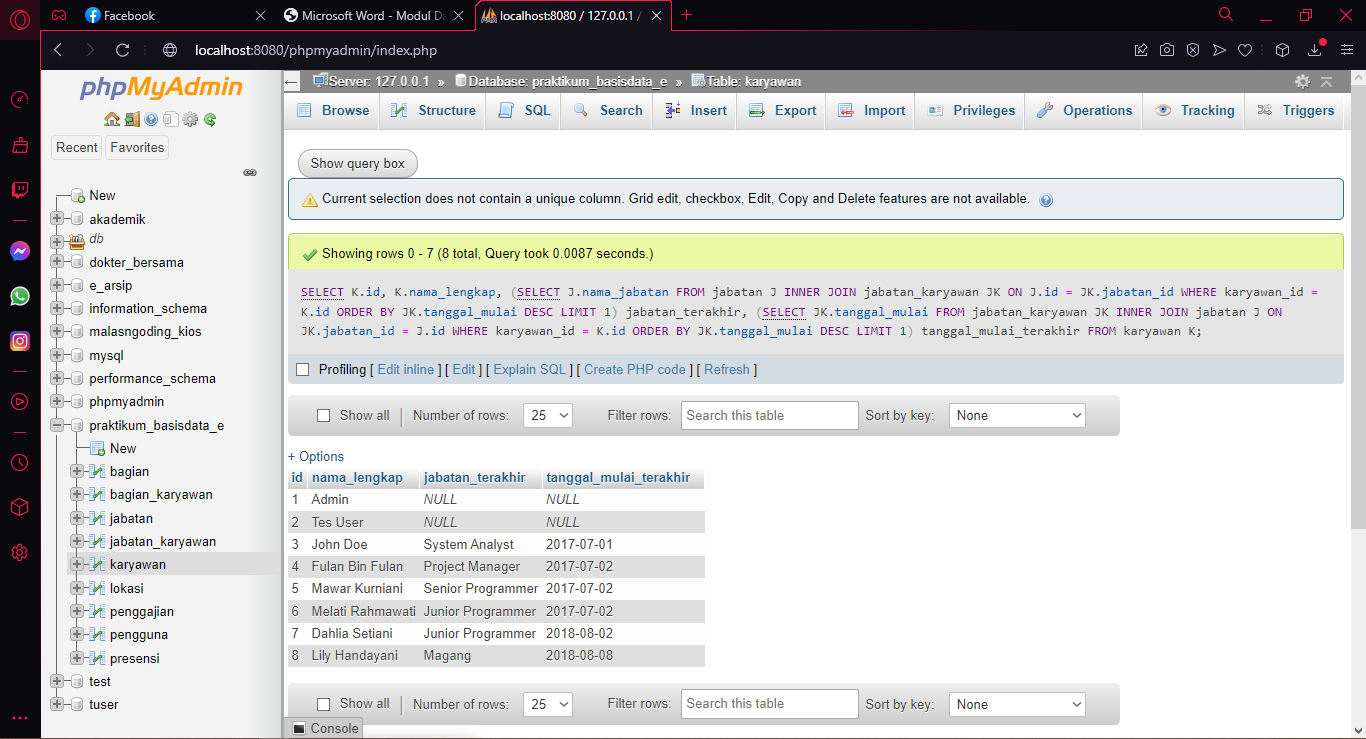 Facebook
Microsoft Word - Modul Da
localhost:8080 / 127.0.0.1 /
localhost:8080/phpmyadmin/index.php
phpMyAdmin
Recent
Favorites
New
akademik
db
dokter_bersama
e_arsip
information_schema
malasngoding_kios
mysql
performance_schema
phpmyadmin
praktikum_basisdata_e
New
bagian
bagian_karyawan
jabatan
jabatan_karyawan
karyawan
lokasi
penggajian
pengguna
presensi
test
tuser
Server: 127.0.0.1 » Database: praktikum_basisdata_e » Table: karyawan
Browse Structure SQL Search Insert Export Import Privileges Operations Tracking Triggers
Show query box
Current selection does not contain a unique column. Grid edit, checkbox, Edit, Copy and Delete features are not available.
Showing rows 0 - 7 (8 total, Query took 0.0087 seconds.)
SELECT K.id, K.nama_lengkap, (SELECT J.nama_jabatan FROM jabatan J INNER JOIN jabatan_karyawan JK ON J.id = JK.jabatan_id WHERE karyawan_id =
K.id ORDER BY JK.tanggal_mulai DESC LIMIT 1) jabatan_terakhir, (SELECT JK.tanggal_mulai FROM jabatan_karyawan JK INNER JOIN jabatan J ON
JK.jabatan_id = J.id WHERE karyawan_id = K.id ORDER BY JK.tanggal_mulai DESC LIMIT 1) tanggal_mulai_terakhir FROM karyawan K;
Profiling [ Edit inline ] [ Edit ] [ Explain SQL ] [ Create PHP code ] [ Refresh ]
Show all | Number of rows: 25 Filter rows: Search this table Sort by key: None
+ Options
id nama_lengkap jabatan_terakhir tanggal_mulai_terakhir
1 Admin NULL NULL
2 Tes User NULL NULL
3 John Doe System Analyst 2017-07-01
4 Fulan Bin Fulan Project Manager 2017-07-02
5 Mawar Kurniani Senior Programmer 2017-07-02
6 Melati Rahmawati Junior Programmer 2017-07-02
7 Dahlia Setiani Junior Programmer 2018-08-02
8 Lily Handayani Magang 2018-08-08
Show all | Number of rows: 25 Filter rows: Search this table Sort by key: None
Console